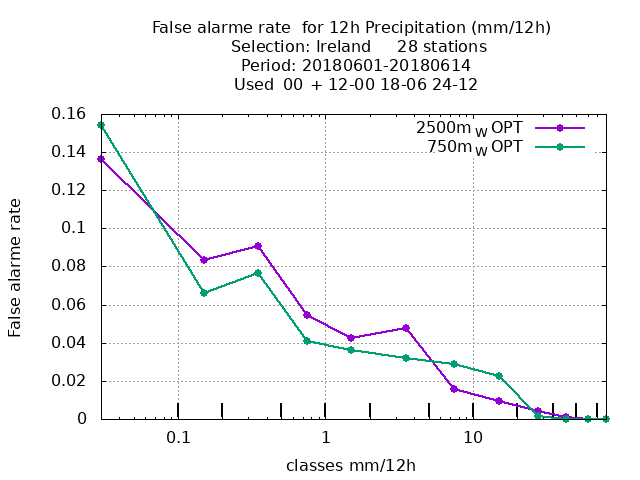 False alarme rate  for 12h Precipitation (mm/12h)
Selection: Ireland     28 stations
Period: 20180601-20180614
Used  00  + 12-00 18-06 24-12
2500m W OPT
750m W OPT
0.16
0.14
0.12
0.1
0.08
0.06
0.04
0.02
0
False alarme rate
0.1
1
10
classes mm/12h